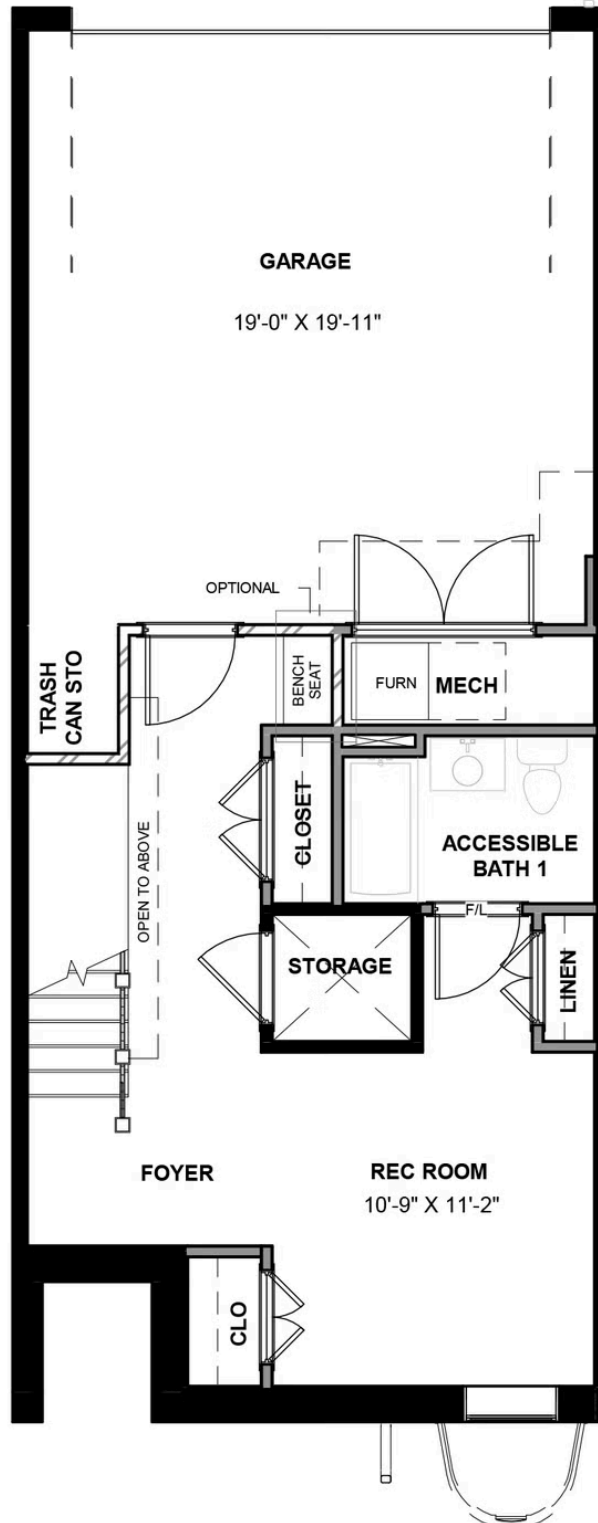 GARAGE
19'-0" X 19'-11"
OPTIONAL
TRASH
CAN STO
BENCH
SEAT
FURN
MECH
CLOSET
OPEN TO ABOVE
ACCESSIBLE
BATH 1
F/L
STORAGE
LINEN
FOYER
REC ROOM
10'-9" X 11'-2"
CLO